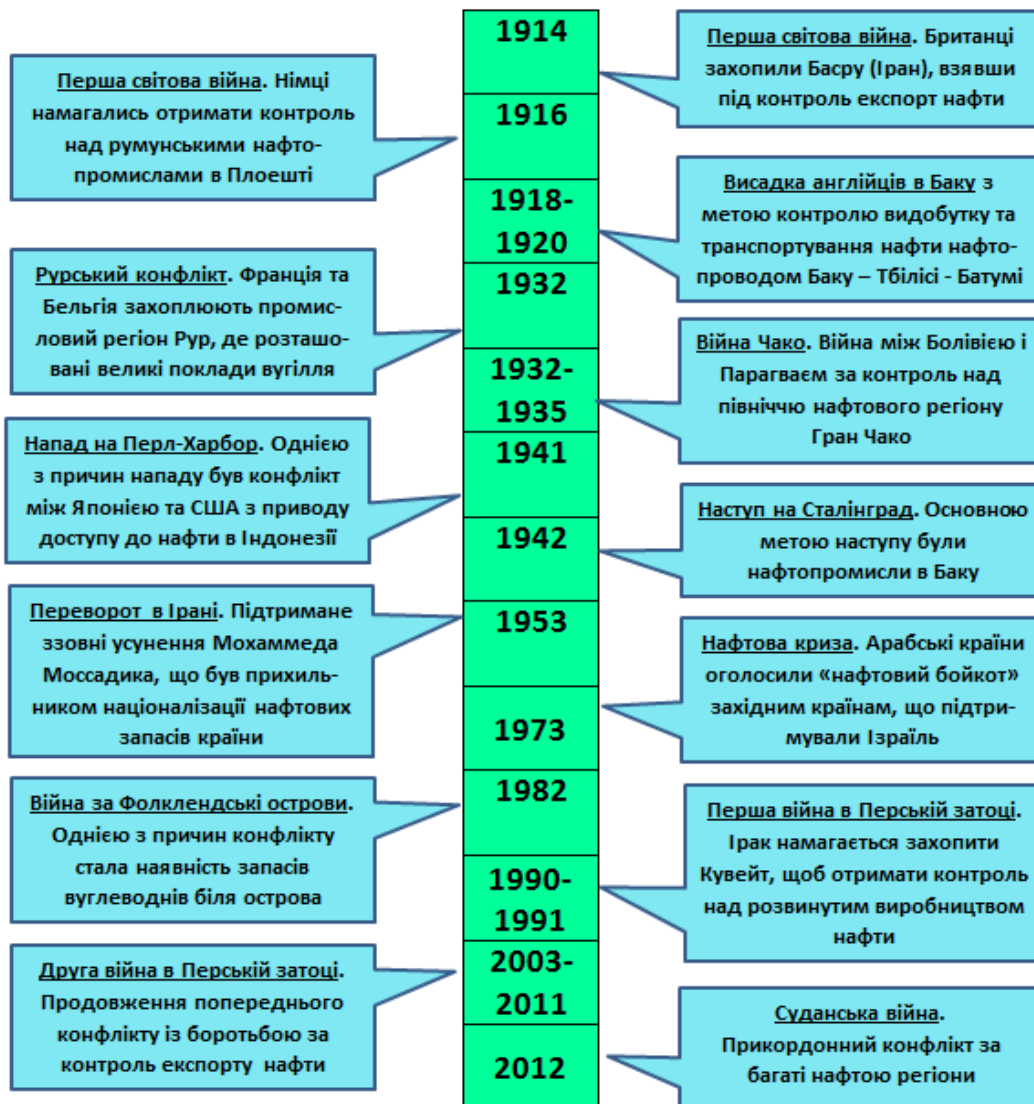 1914
Перша світова війна. Британці
захопили Басру (Іран), взявши
під контроль експорт нафти
Перша світова війна. Німці
намагались отримати контроль
над румунськими нафто-
промислами в Плоешті
1916
1918-
1920
Висадка англійців в Баку з
метою контролю видобутку та
транспортування нафти нафто-
проводом Баку – Тбілісі - Батумі
Рурський конфлікт. Франція та
Бельгія захоплюють промис-
ловий регіон Рур, де розташо-
вані великі поклади вугілля
1932
1932-
1935
Війна Чако. Війна між Болівією і
Парагваєм за контроль над
північчю нафтового регіону
Гран Чако
Напад на Перл-Харбор. Однією
з причин нападу був конфлікт
між Японією та США з приводу
доступу до нафти в Індонезії
1941
1942
Наступ на Сталінград. Основною
метою наступу були
нафтопромисли в Баку
Переворот в Ірані. Підтримане
ззовні усунення Мохаммеда
Моссадика, що був прихиль-
ником націоналізації нафтових
запасів країни
1953
1973
Нафтова криза. Арабські країни
оголосили «нафтовий бойкот»
західним країнам, що підтри-
мували Ізраїль
Війна за Фолклендські острови.
Однією з причин конфлікту
стала наявність запасів
вуглеводнів біля острова
1982
1990-
1991
Перша війна в Перській затоці.
Ірак намагається захопити
Кувейт, щоб отримати контроль
над розвинутим виробництвом
нафти
Друга війна в Перській затоці.
Продовження попереднього
конфлікту із боротьбою за
контроль експорту нафти
2003-
2011
2012
Суданська війна.
Прикордонний конфлікт за
багаті нафтою регіони